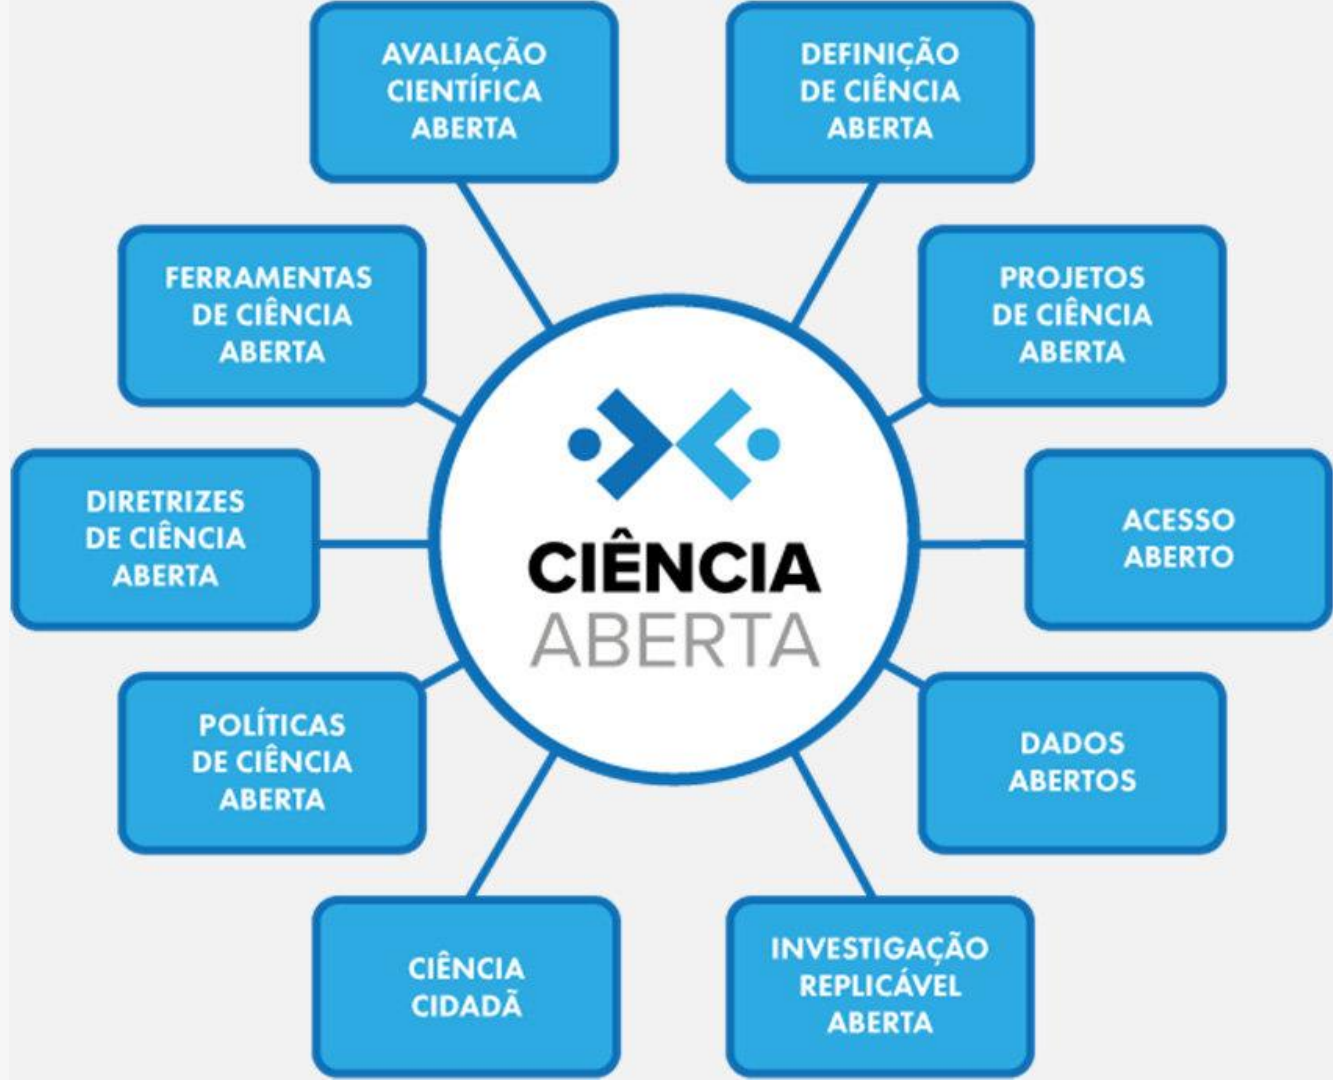 AVALIAÇÃO
CIENTÍFICA
ABERTA
DEFINIÇÃO
DE CIÊNCIA
ABERTA
FERRAMENTAS
DE CIÊNCIA
ABERTA
PROJETOS
DE CIÊNCIA
ABERTA
DIRETRIZES
DE CIÊNCIA
ABERTA
CIÊNCIA
ABERTA
ACESSO
ABERTO
POLÍTICAS
DE CIÊNCIA
ABERTA
DADOS
ABERTOS
CIÊNCIA
CIDADÃ
INVESTIGAÇÃO
REPLICÁVEL
ABERTA